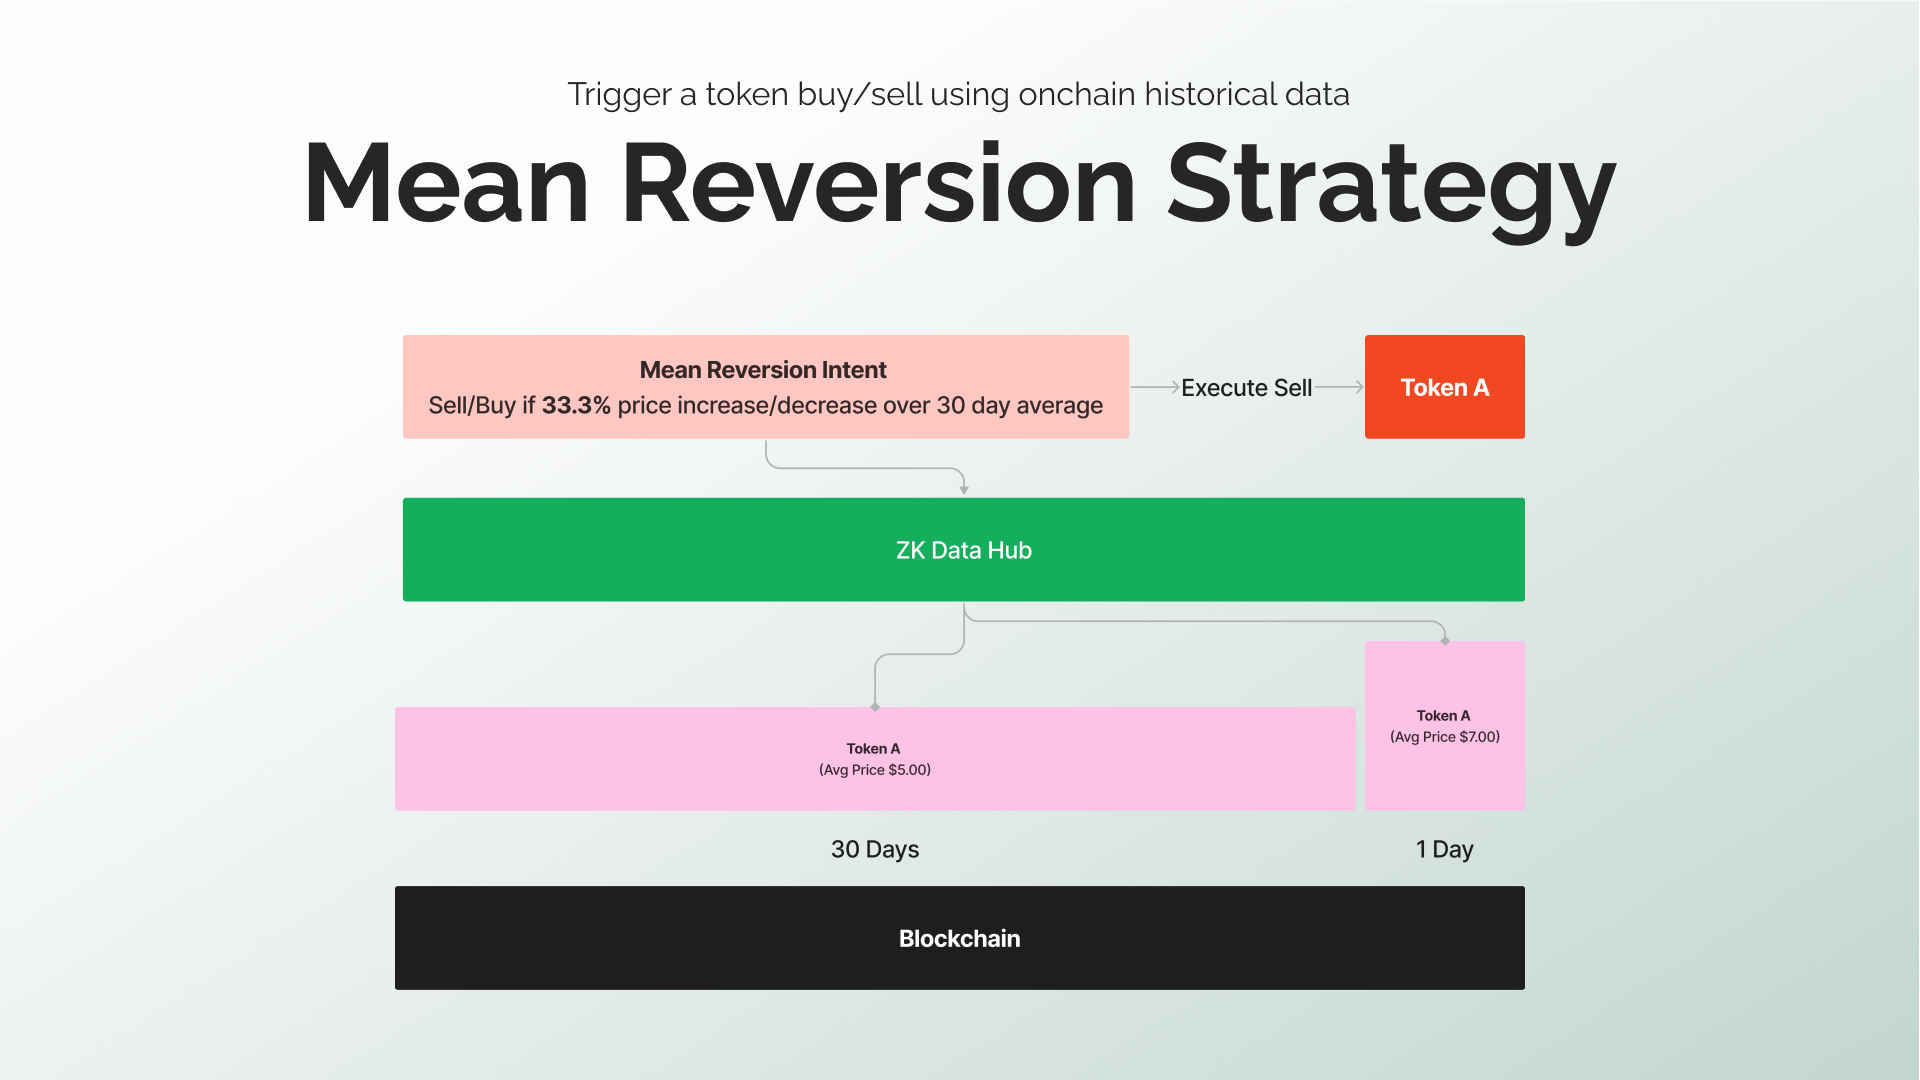 Trigger a token buy/sell using onchain historical data
Mean Reversion Strategy
Mean Reversion Intent
Sell/Buy if 33.3% price increase/decrease over 30 day average
Execute Sell
Token A
ZK Data Hub
Token A
(Avg Price $5.00)
Token A
(Avg Price $7.00)
30 Days
1 Day
Blockchain